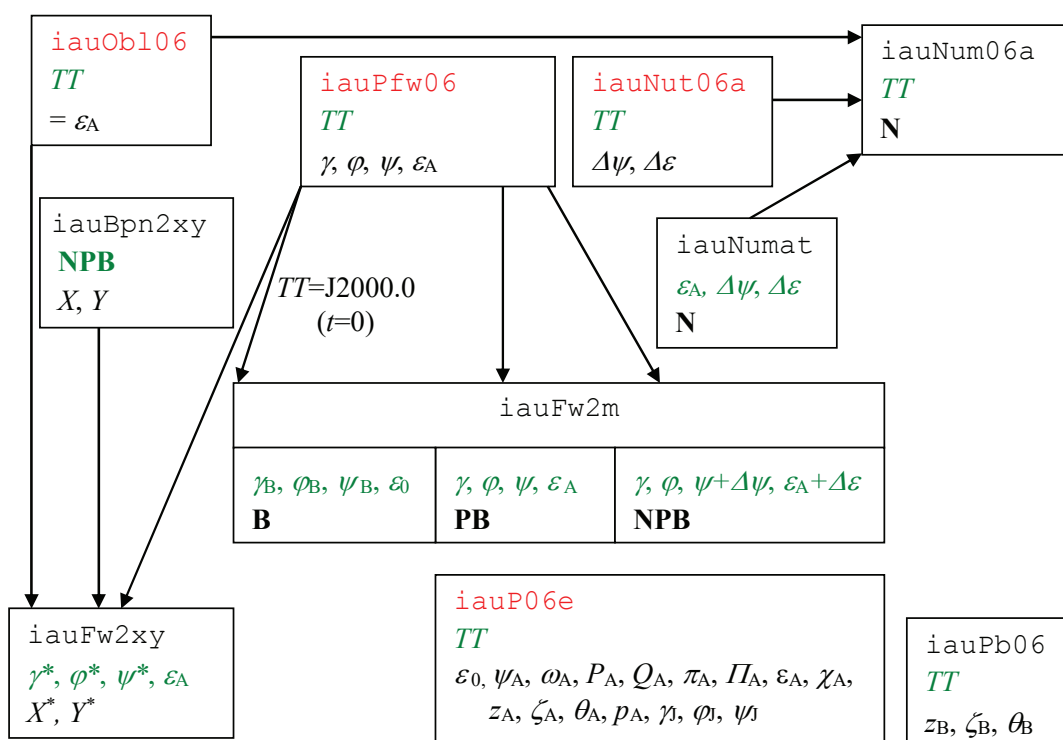 iauObl06
TT
= εA
iauPfw06
TT
γ, φ, ψ, εA
iauNut06a
TT
Δψ, Δε
iauNum06a
TT
N
iauBpn2xy
NPB
X, Y
TT=J2000.0
(t=0)
iauNumat
εA, Δψ, Δε
N
iauFw2m
γB, φB, ψB, ε0
B
γ, φ, ψ, εA
PB
γ, φ, ψ+Δψ, εA+Δε
NPB
iauFw2xy
γ*, φ*, ψ*, εA
X*, Y*
iauP06e
TT
ε0, ψA, ωA, PA, QA, πA, ΠA, εA, χA,
zA, ζA, θA, pA, γJ, φJ, ψJ
iauPb06
TT
zB, ζB, θB